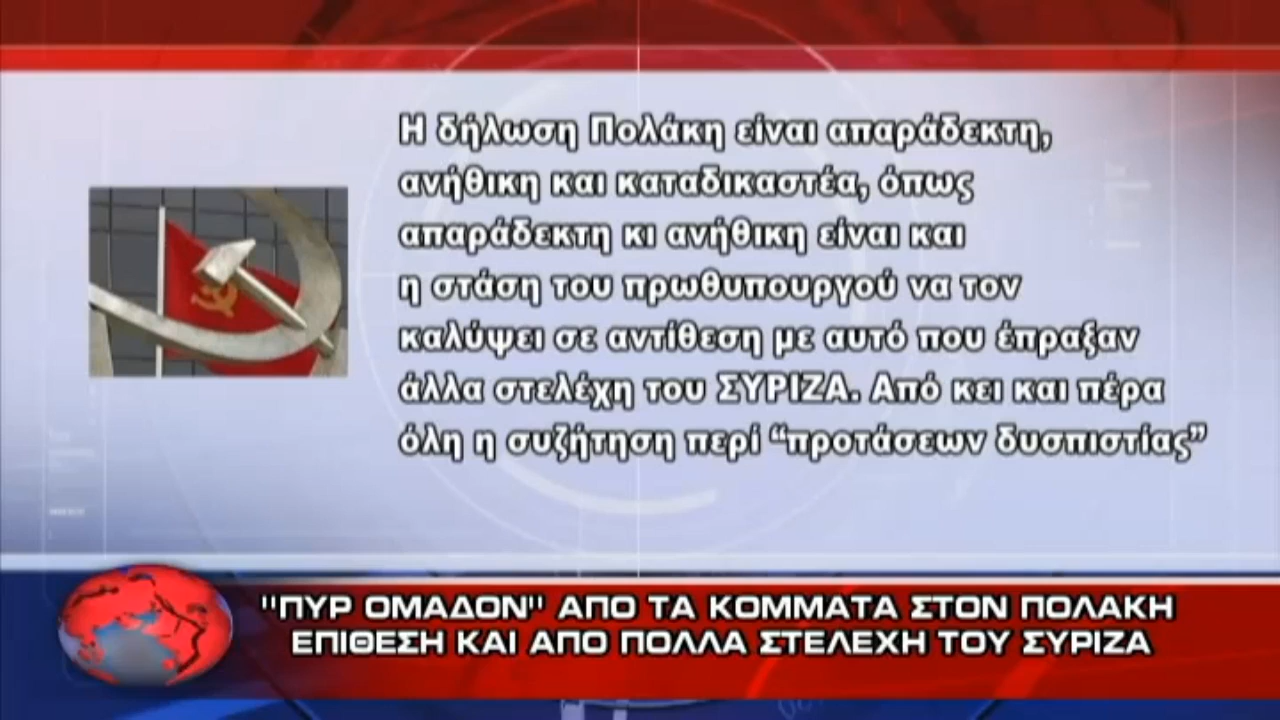 Η δήλωση Πολάκη είναι απαράδεκτη,
ανήθικη και καταδικαστέα, όπως
απαράδεκτη κι ανήθικη είναι και
η στάση του πρωθυπουργού να τον
καλύψει σε αντίθεση με αυτό που έπραξαν
άλλα στελέχη του ΣΥΡΙΖΑ. Από κει και πέρα
όλη η συζήτηση περί “προτάσεων δυσπιστίας”
"ΠΥΡ ΟΜΑΔΟΝ" ΑΠΟ ΤΑ ΚΟΜΜΑΤΑ ΣΤΟΝ ΠΟΛΑΚΗ
ΕΠΙΘΕΣΗ ΚΑΙ ΑΠΟ ΠΟΛΛΑ ΣΤΕΛΕΧΗ ΤΟΥ ΣΥΡΙΖΑ